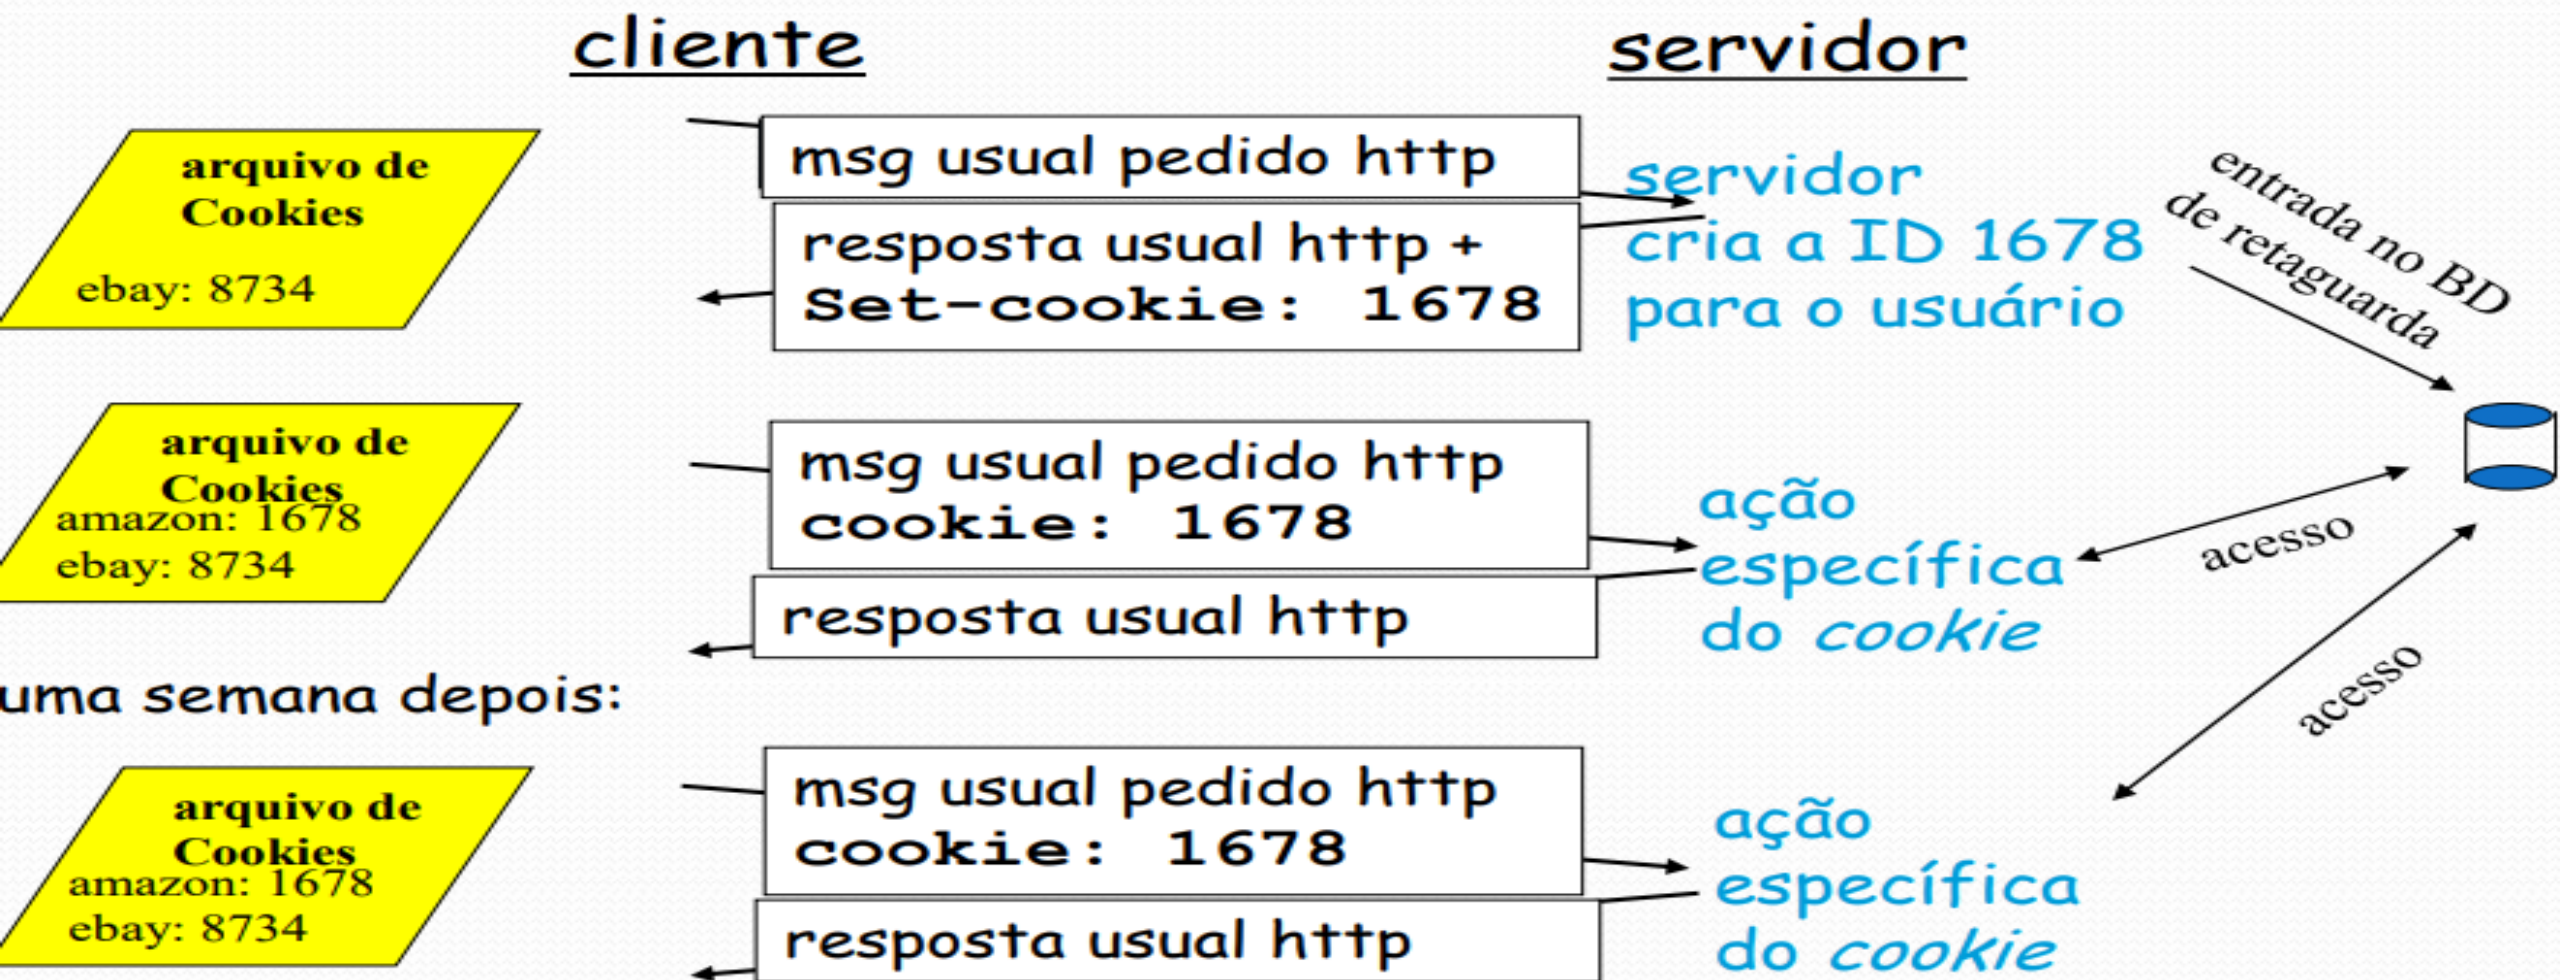 cliente
servidor
arquivo de
Cookies
ebay: 8734
msg usual pedido http
resposta usual http +
Set-cookie: 1678
servidor
cria a ID 1678
para o usuário
entrada no BD
de retaguarda
arquivo de
Cookies
amazon: 1678
ebay: 8734
msg usual pedido http
cookie: 1678
resposta usual http
ação
específica
do cookie
acesso
acesso
uma semana depois:
arquivo de
Cookies
amazon: 1678
ebay: 8734
msg usual pedido http
cookie: 1678
resposta usual http
ação
específica
do cookie